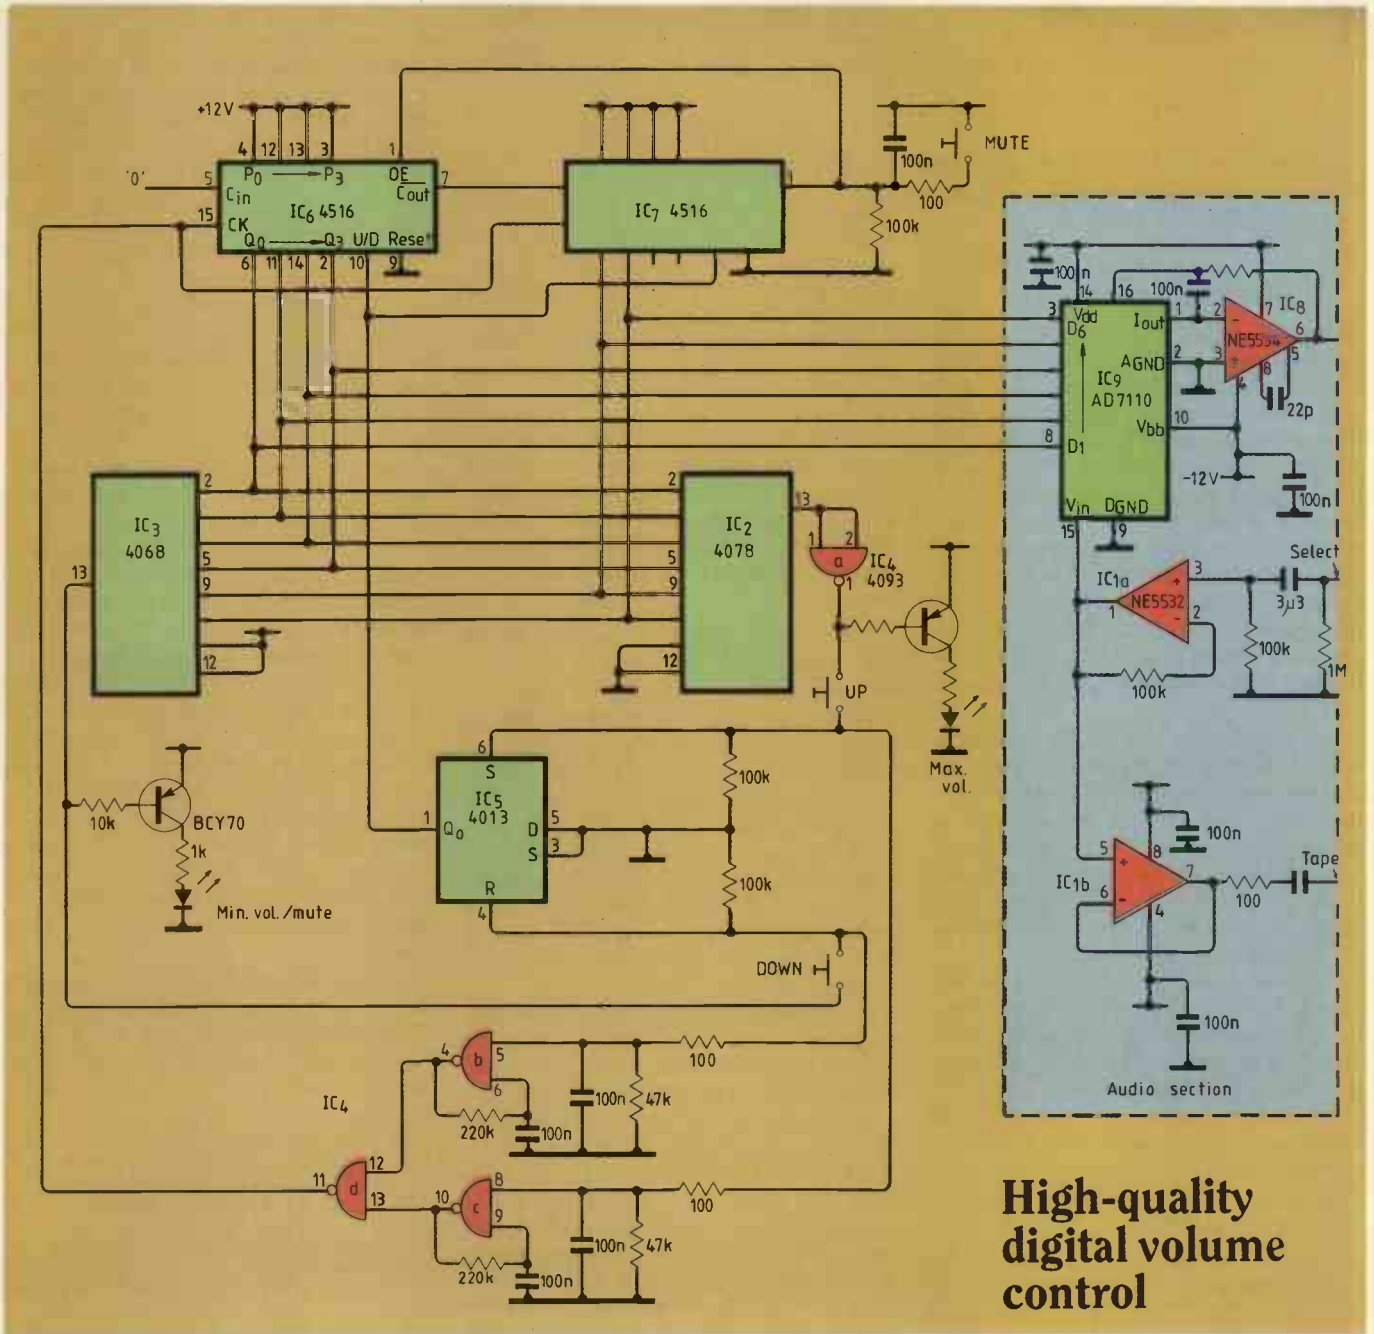 +12V
4 12 13 3 1
P0 P3 OE
'0' 5 Cin Cout 7
IC6 4516
15 CK
Q0 Q3 U/D Rese
6 11 14 2 10 9
IC7 4516
1
100n
MUTE
100
100k
100n
14 16 100n
3 Vdd Iout 1 2 7 IC8
D6
NE5534 6
AGND 2 3 5
IC9
AD7110
4 8
22p
Vbb 10
8 D1
-12V
100n
Vin DGND
15 9
2 2 13
IC3
4068
IC2
4078
1 2
a
IC4
4093
1
13
5 5
9 9
12 12
UP
Max.
vol.
Select
IC1a 3
NE5532
1 2
3µ3
100k
1M
100k
6
S
IC5
4013
1 Q0 D 5
S 3
R
4
100k
100k
10k
BCY70
1k
Min. vol./mute
100n
5 8 7
Tape
IC1b 6
4
100
DOWN
100n
4 b 5
6
100
IC4
100n 47k
220k
100n
Audio section
12
11 d
13
10 c 8
9
100
100n 47k
220k
100n
High-quality
digital volume
control